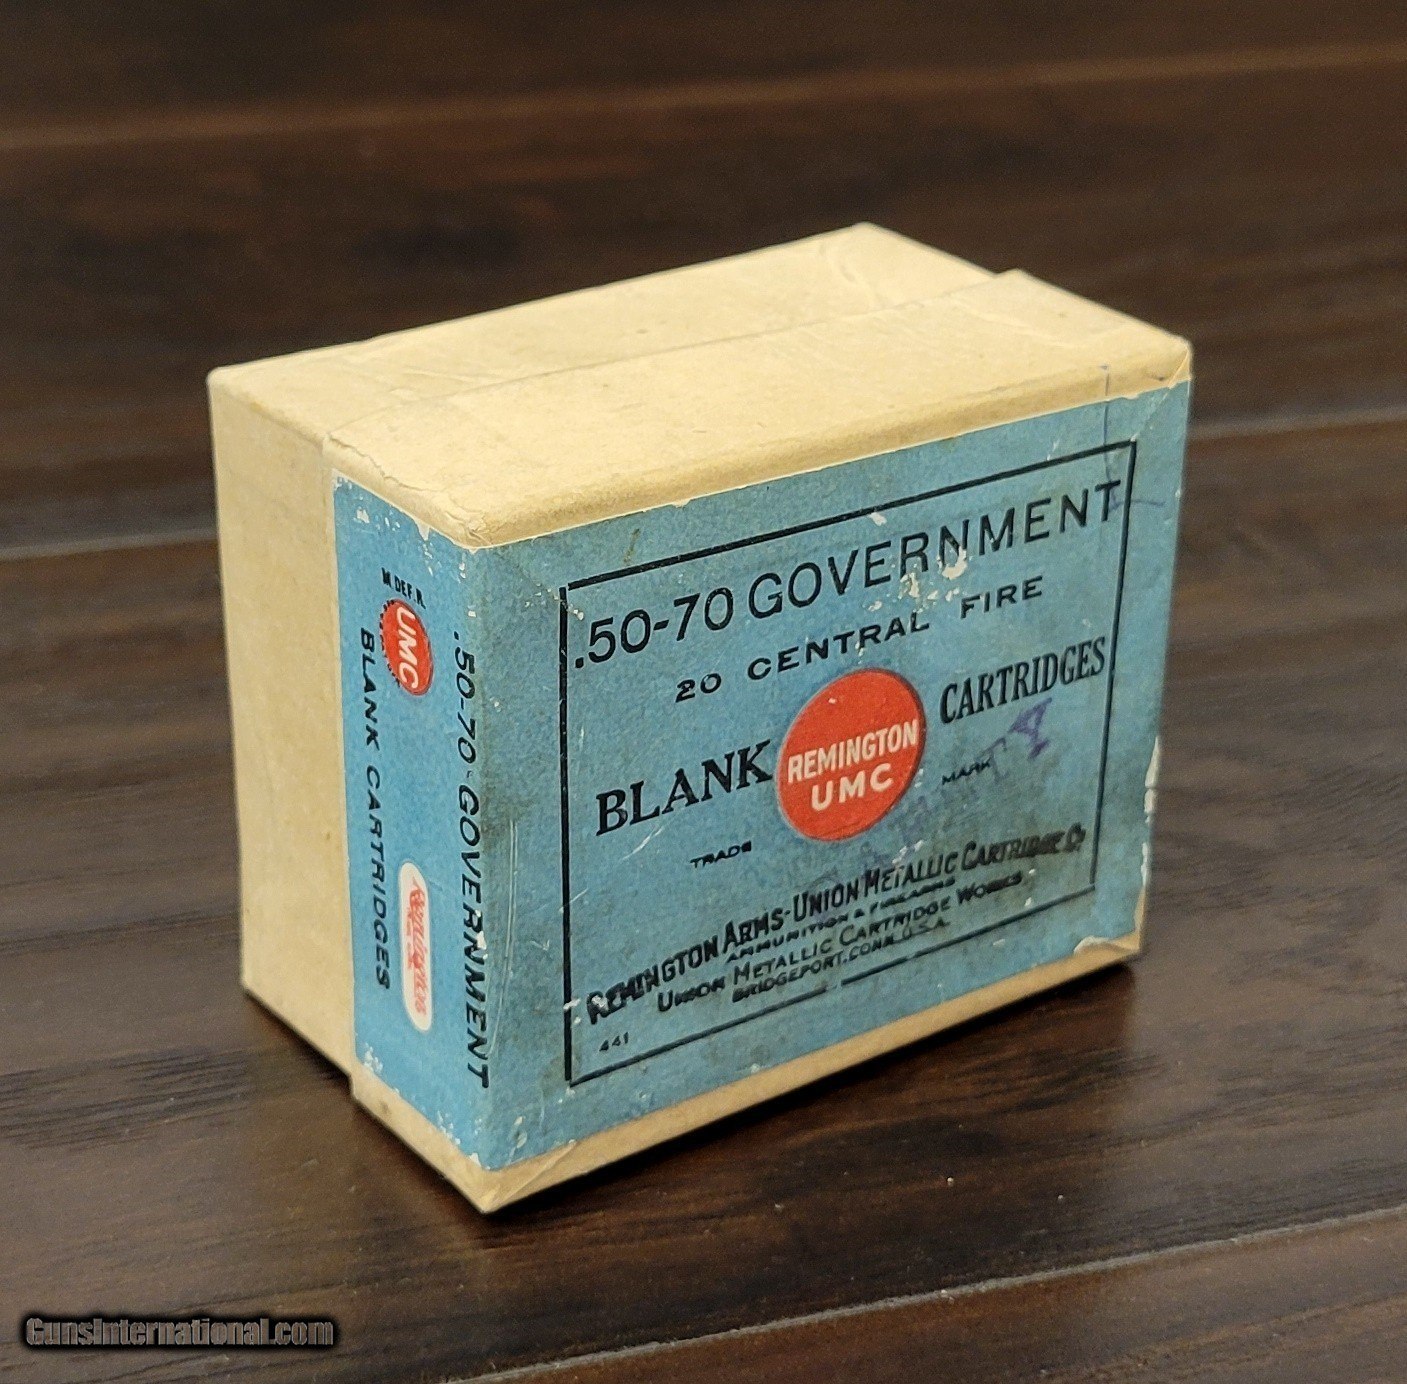 .50-70 GOVERNMENT
20 CENTRAL FIRE
BLANK
REMINGTON
UMC
CARTRIDGES
TRADE
MARK
REMINGTON ARMS-UNION METALLIC CARTRIDGE Co
AMMUNITION & FIREARMS
UNION METALLIC CARTRIDGE WORKS
BRIDGEPORT, CONN. U.S.A.
441
.50-70 GOVERNMENT
UMC
BLANK CARTRIDGES
Remington
GunsInternational.com